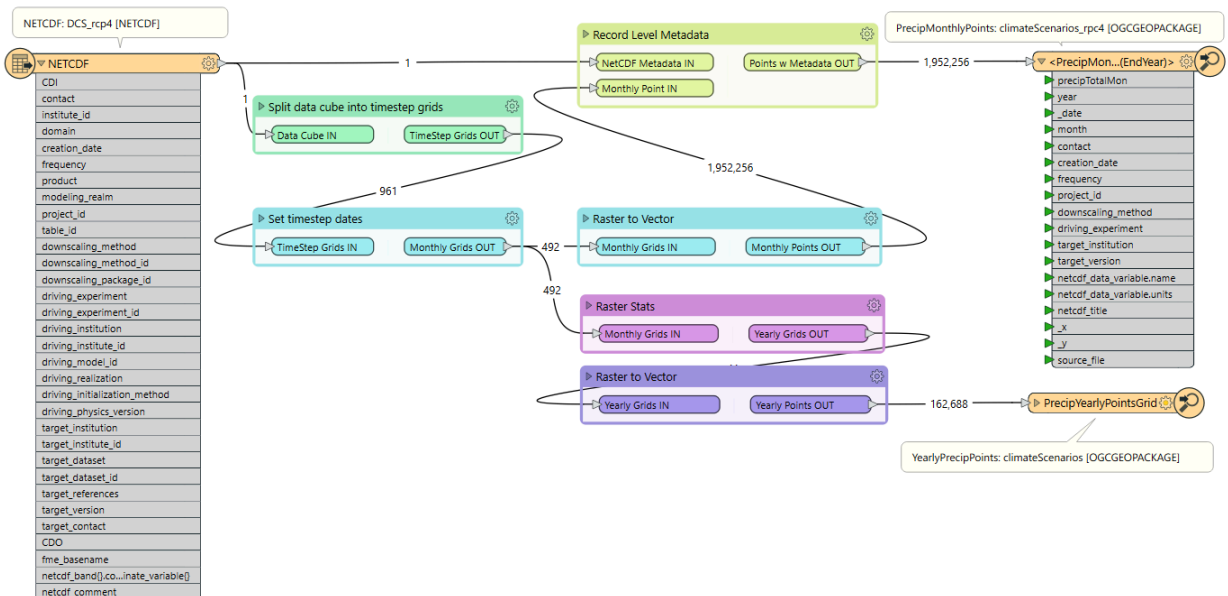 NETCDF: DCS_rcp4 [NETCDF]
NETCDF
CDI
contact
institute_id
domain
creation_date
frequency
product
modeling_realm
project_id
table_id
downscaling_method
downscaling_method_id
downscaling_package_id
driving_experiment
driving_experiment_id
driving_institution
driving_institute_id
driving_model_id
driving_realization
driving_initialization_method
driving_physics_version
target_institution
target_institute_id
target_dataset
target_dataset_id
target_references
target_version
target_contact
CDO
fme_basename
netcdf_band{}.co...inate_variable{}
netcdf_comment
1
1
Split data cube into timestep grids
Data Cube IN
TimeStep Grids OUT
961
Set timestep dates
TimeStep Grids IN
Monthly Grids OUT
492
492
Record Level Metadata
NetCDF Metadata IN
Points w Metadata OUT
Monthly Point IN
1,952,256
1,952,256
Raster to Vector
Monthly Grids IN
Monthly Points OUT
Raster Stats
Monthly Grids IN
Yearly Grids OUT
Raster to Vector
Yearly Grids IN
Yearly Points OUT
162,688
PrecipMonthlyPoints: climateScenarios_rpc4 [OGCGEOPACKAGE]
<PrecipMon...(EndYear}>
precipTotalMon
year
_date
month
contact
creation_date
frequency
project_id
downscaling_method
driving_experiment
target_institution
target_version
netcdf_data_variable.name
netcdf_data_variable.units
netcdf_title
_x
_y
source_file
PrecipYearlyPointsGrid
YearlyPrecipPoints: climateScenarios [OGCGEOPACKAGE]